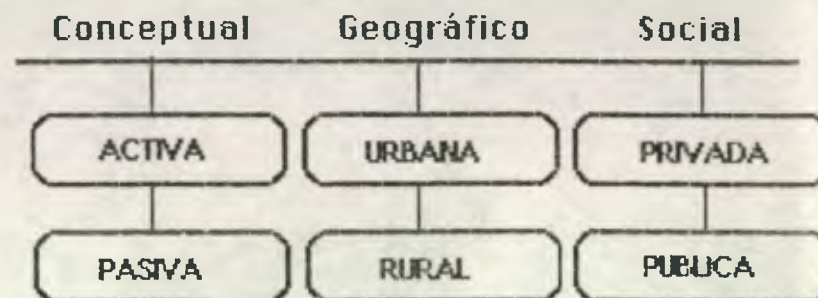 Conceptual Geográfico Social
ACTIVA URBANA PRIVADA
PASIVA RURAL PUBLICA